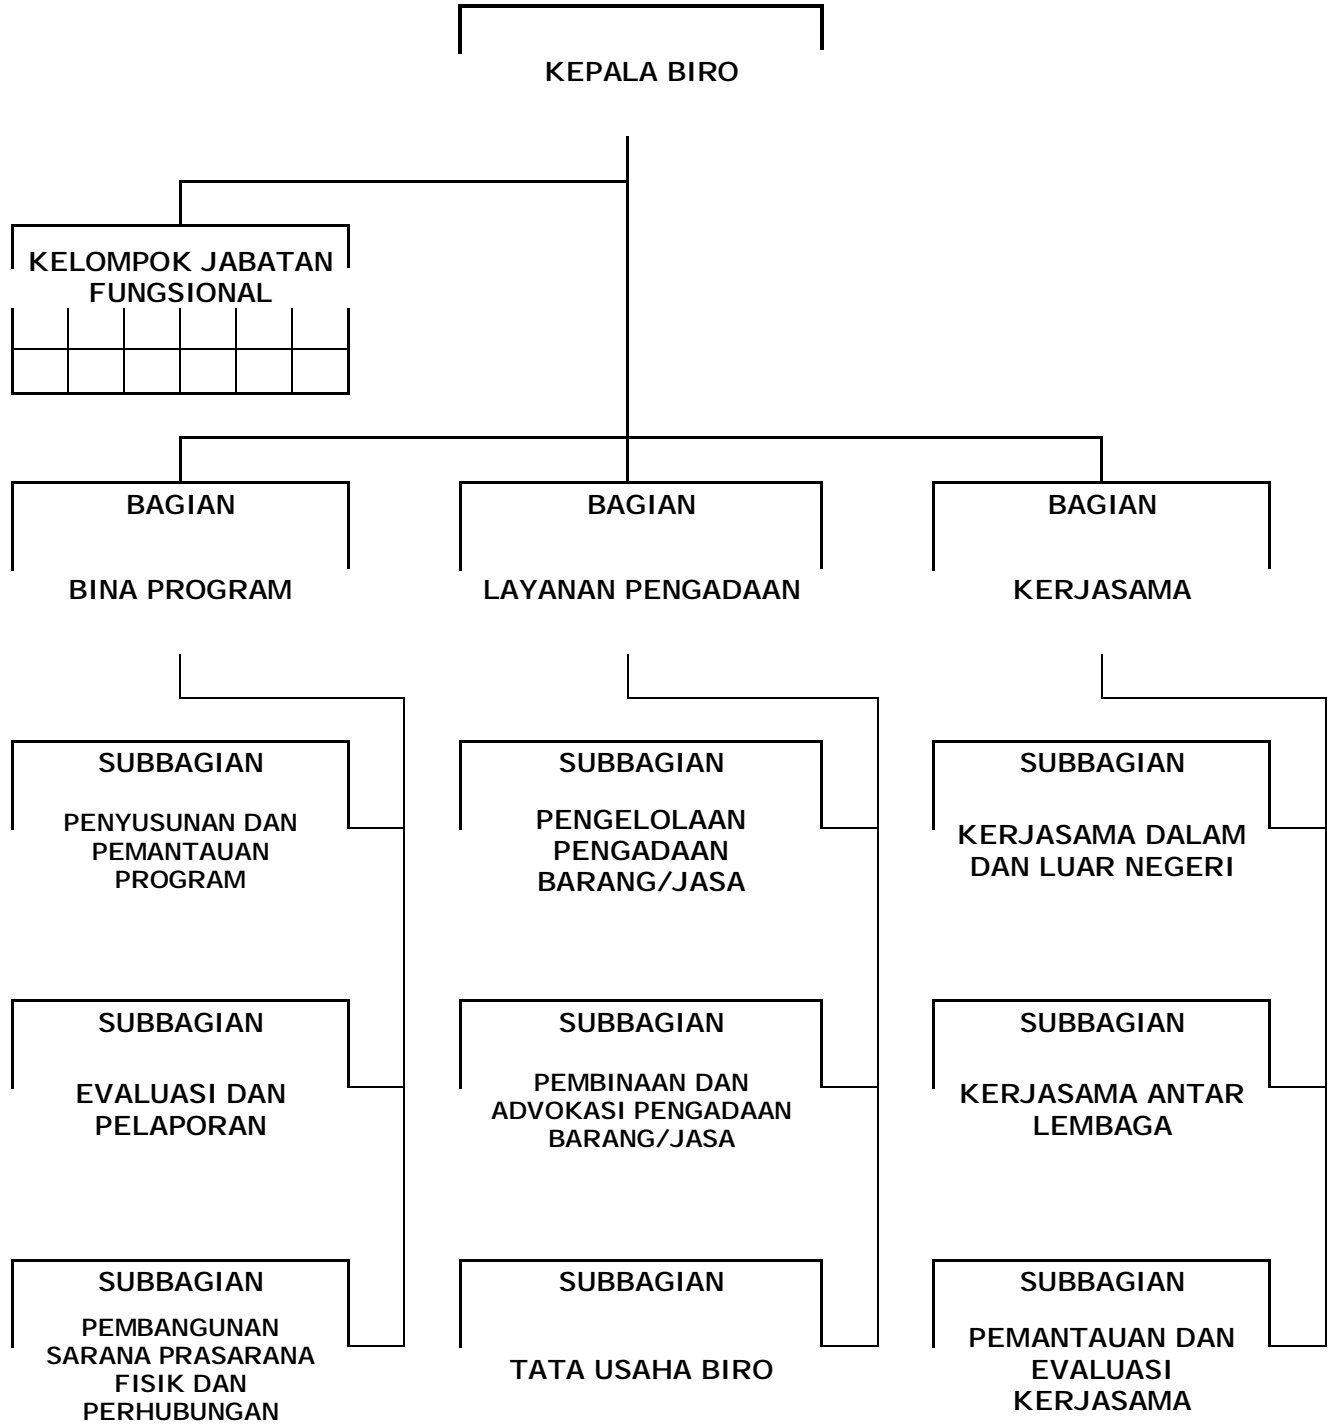 KEPALA BIRO
KELOMPOK JABATAN
FUNGSIONAL
BAGIAN
BINA PROGRAM
BAGIAN
LAYANAN PENGADAAN
BAGIAN
KERJASAMA
SUBBAGIAN
PENYUSUNAN DAN
PEMANTAUAN
PROGRAM
SUBBAGIAN
PENGELOLAAN
PENGADAAN
BARANG/JASA
SUBBAGIAN
KERJASAMA DALAM
DAN LUAR NEGERI
SUBBAGIAN
EVALUASI DAN
PELAPORAN
SUBBAGIAN
PEMBINAAN DAN
ADVOKASI PENGADAAN
BARANG/JASA
SUBBAGIAN
KERJASAMA ANTAR
LEMBAGA
SUBBAGIAN
PEMBANGUNAN
SARANA PRASARANA
FISIK DAN
PERHUBUNGAN
SUBBAGIAN
TATA USAHA BIRO
SUBBAGIAN
PEMANTAUAN DAN
EVALUASI
KERJASAMA